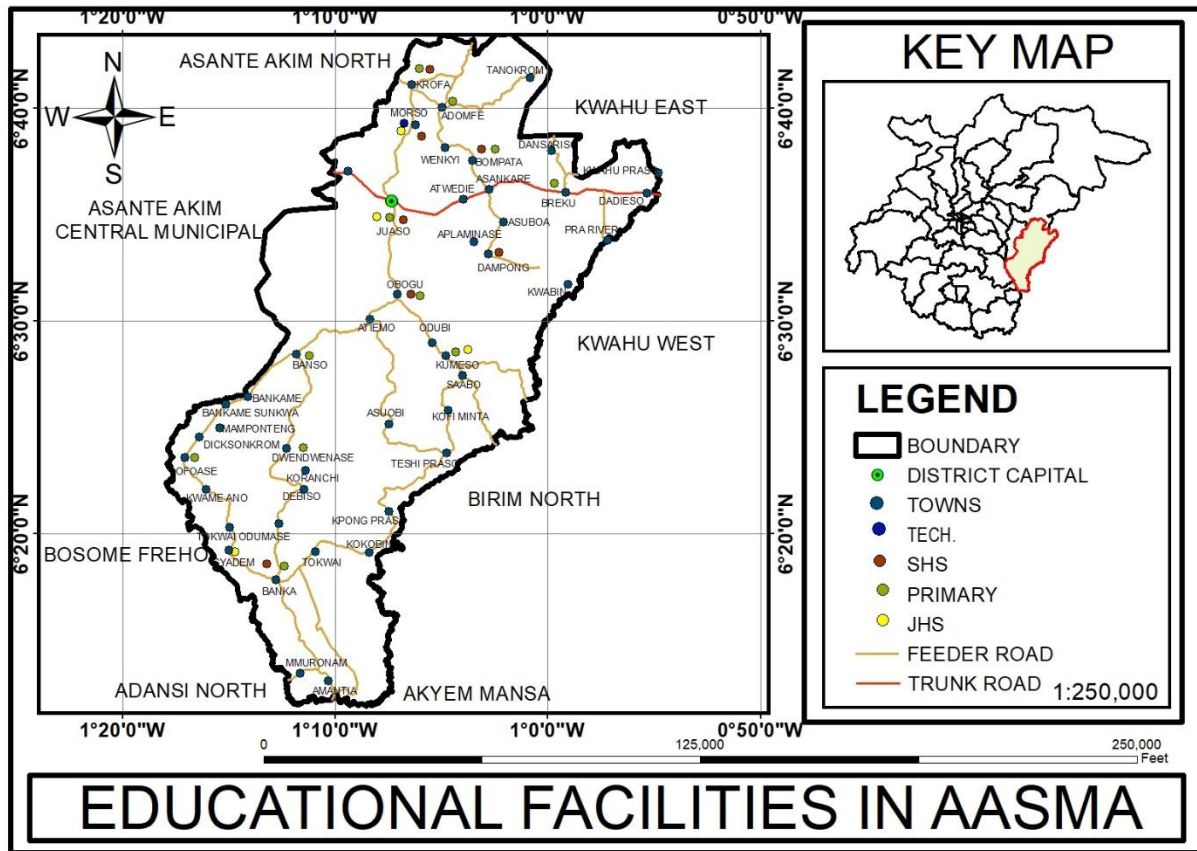 1°20'0"W 1°10'0"W 1°0'0"W 0°50'0"W
N
W E
S
ASANTE AKIM NORTH
TANOKROM
KROFA
KWAHU EAST
6°40'0"N
MORSO
ADOMFE
6°40'0"N
WENKYI
BOMPATA
DANSARISO
KWAHU PRASO
ASANKARE
ATWEDIE
BREKU
DADIESO
ASANTE AKIM
CENTRAL MUNICIPAL
JUASO
ASUBOA
APLAMINASE
PRA RIVER
DAMPONG
OBOGU
KWABIN
6°30'0"N
ATIEMO
ODUBI
6°30'0"N
KWAHU WEST
BANSO
KUMESO
SAABO
BANKAME
BANKAME SUNKWA
ASUOBI
KOFI MINTA
MAMPONTENG
DICKSONKROM
DWENDWENASE
OFOASE
TESHI PRASO
KORANCHI
KWAME ANO
DEBISO
BIRIM NORTH
KPONG PRASO
6°20'0"N
TOKWAI ODUMASE
6°20'0"N
KOKOBIN
BOSOME FREHO
GYADEM
TOKWAI
BANKA
MMURONAM
AMANTIA
ADANSI NORTH
AKYEM MANSA
1°20'0"W 1°10'0"W 1°0'0"W 0°50'0"W
KEY MAP
LEGEND
BOUNDARY
DISTRICT CAPITAL
TOWNS
TECH.
SHS
PRIMARY
JHS
FEEDER ROAD
TRUNK ROAD
1:250,000
0 125,000 250,000
Feet
EDUCATIONAL FACILITIES IN AASMA